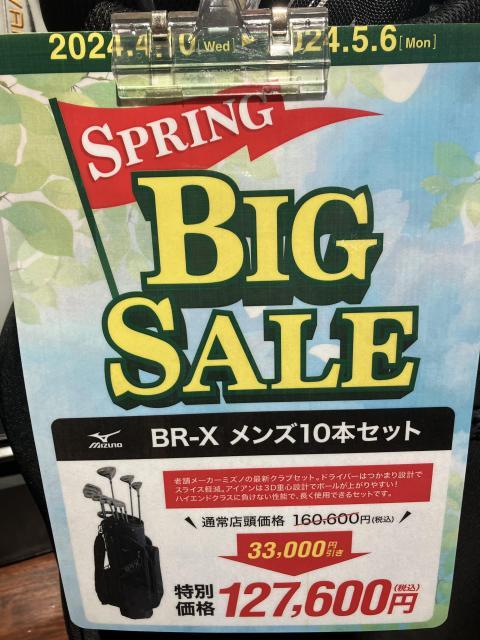 2024.4.10[Wed] ▶ 2024.5.6[Mon]
SPRING
BIG
SALE
MIZUNO
BR-X メンズ10本セット
老舗メーカーミズノの最新クラブセット。ドライバーはつかまり設計で
スライス軽減。アイアンは3D重心設計でボールが上がりやすい！
ハイエンドクラスに負けない性能で、長く使用できるセットです。
通常店頭価格 160,600円(税込)
33,000円引き
特別価格 127,600円(税込)
BR-X